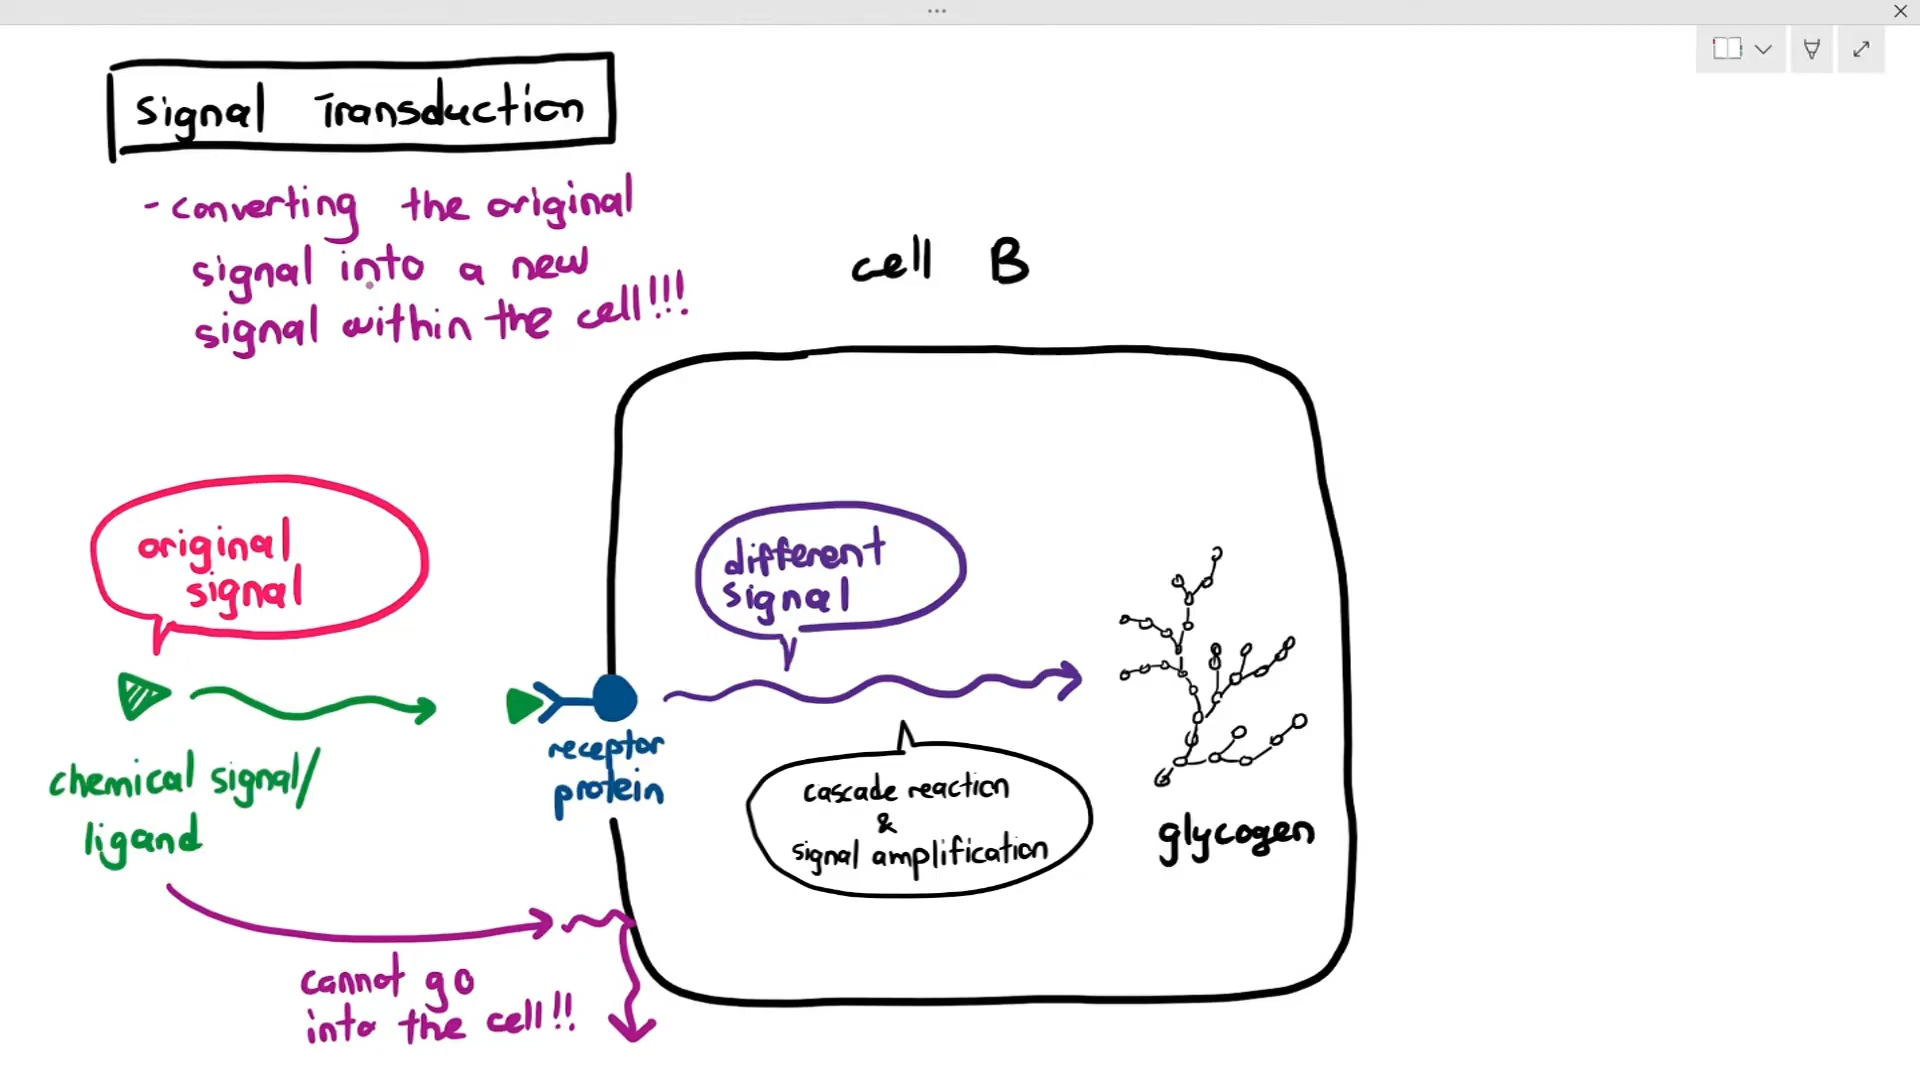 Signal Transduction
- converting the original
signal into a new
signal within the cell!!!
cell B
original
signal
different
signal
chemical signal/
ligand
receptor
protein
cascade reaction
&
signal amplification
glycogen
cannot go
into the cell!!